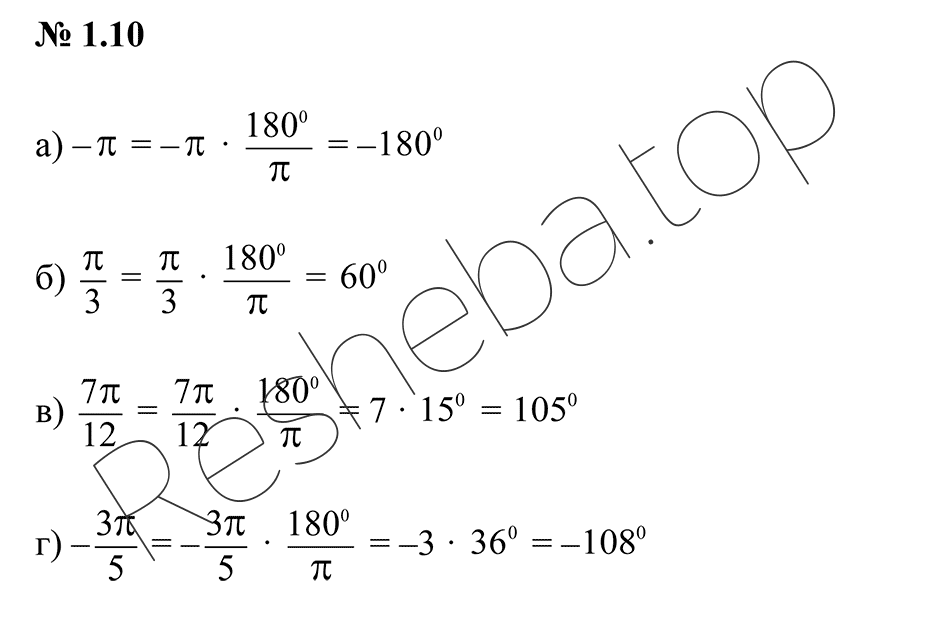 № 1.10
а) –π = –π · 180⁰/π = –180⁰
б) π/3 = π/3 · 180⁰/π = 60⁰
в) 7π/12 = 7π/12 · 180⁰/π = 7 · 15⁰ = 105⁰
г) –3π/5 = –3π/5 · 180⁰/π = –3 · 36⁰ = –108⁰
Resheba.top